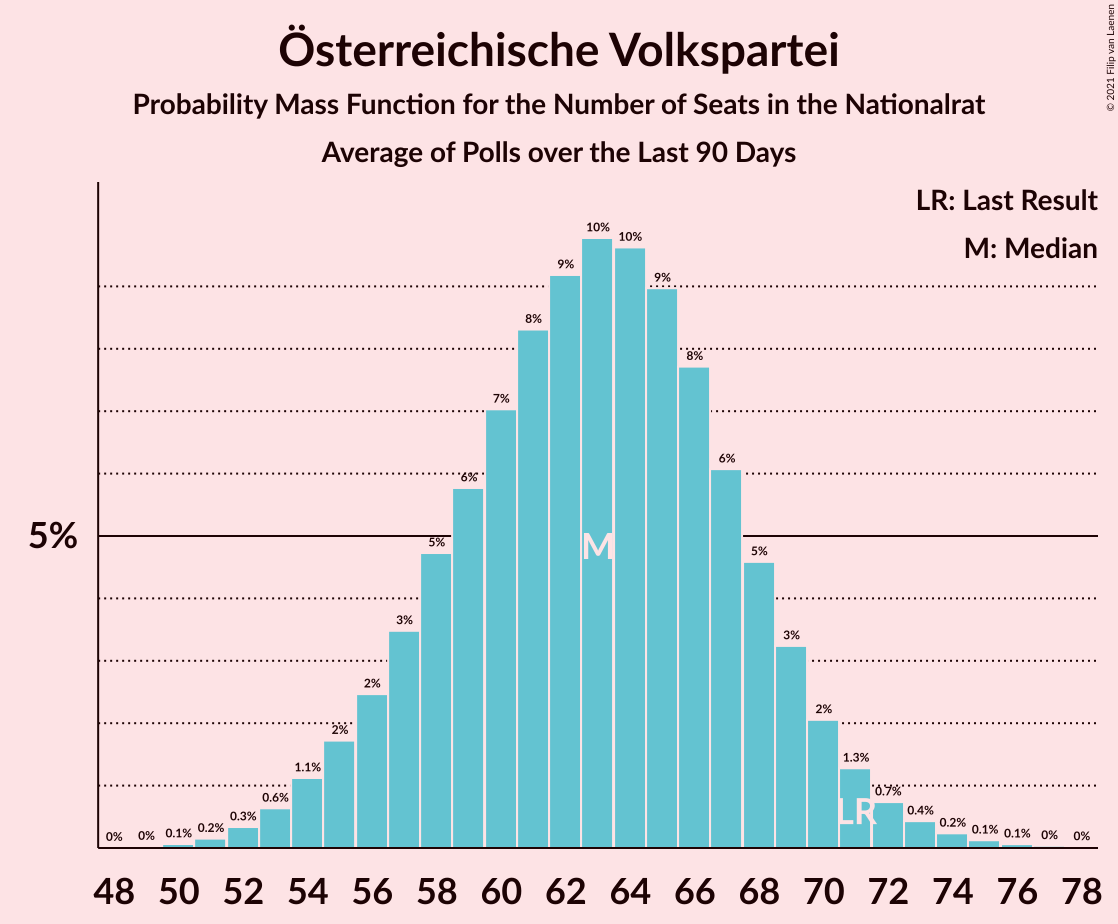 Österreichische Volkspartei
Probability Mass Function for the Number of Seats in the Nationalrat
Average of Polls over the Last 90 Days
© 2021 Filip van Laenen
LR: Last Result
M: Median
5%
0% 0% 0.1% 0.2% 0.3% 0.6% 1.1% 2% 2% 3% 5% 6% 7% 8% 9% 10% 10% 9% 8% 6% 5% 3% 2% 1.3% 0.7% 0.4% 0.2% 0.1% 0.1% 0% 0%
M
LR
48 50 52 54 56 58 60 62 64 66 68 70 72 74 76 78